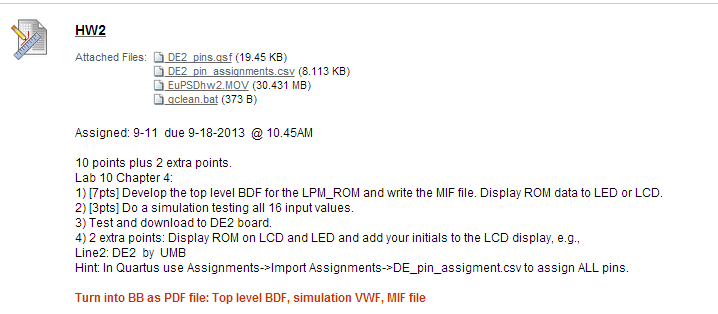 HW2
Attached Files: DE2_pins.qsf (19.45 KB)
DE2_pin_assignments.csv (8.113 KB)
EuPSDhw2.MOV (30.431 MB)
qclean.bat (373 B)
Assigned: 9-11 due 9-18-2013 @ 10.45AM
10 points plus 2 extra points.
Lab 10 Chapter 4:
1) [7pts] Develop the top level BDF for the LPM_ROM and write the MIF file. Display ROM data to LED or LCD.
2) [3pts] Do a simulation testing all 16 input values.
3) Test and download to DE2 board.
4) 2 extra points: Display ROM on LCD and LED and add your initials to the LCD display, e.g.,
Line2: DE2 by UMB
Hint: In Quartus use Assignments->Import Assignments->DE_pin_assigment.csv to assign ALL pins.
Turn into BB as PDF file: Top level BDF, simulation VWF, MIF file